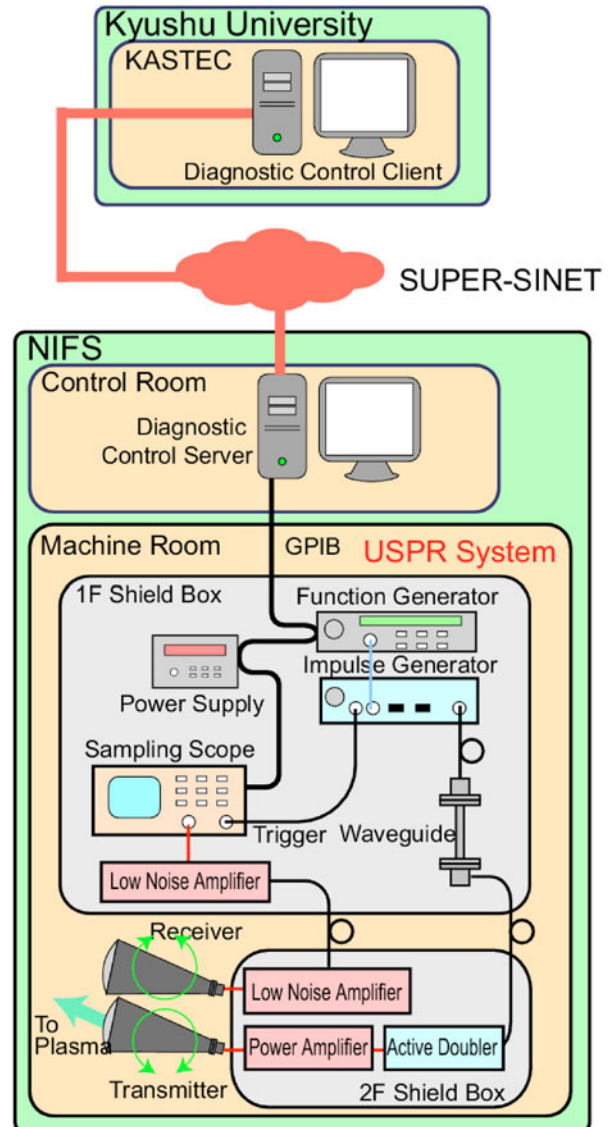 Kyushu University
KASTEC
Diagnostic Control Client
SUPER-SINET
NIFS
Control Room
Diagnostic
Control Server
Machine Room
GPIB
USPR System
1F Shield Box
Function Generator
Impulse Generator
Power Supply
Sampling Scope
Trigger
Waveguide
Low Noise Amplifier
Receiver
Low Noise Amplifier
To
Plasma
Power Amplifier
Active Doubler
Transmitter
2F Shield Box